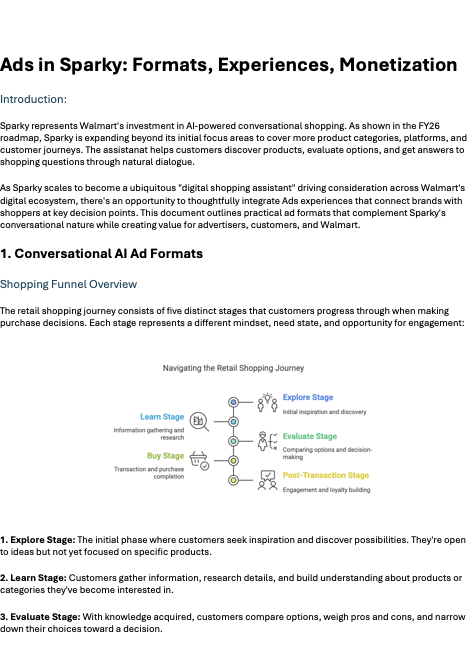 Ads in Sparky: Formats, Experiences, Monetization
Introduction:
Sparky represents Walmart's investment in AI-powered conversational shopping. As shown in the FY26
roadmap, Sparky is expanding beyond its initial focus areas to cover more product categories, platforms, and
customer journeys. The assistanat helps customers discover products, evaluate options, and get answers to
shopping questions through natural dialogue.
As Sparky scales to become a ubiquitous "digital shopping assistant" driving consideration across Walmart's
digital ecosystem, there's an opportunity to thoughtfully integrate Ads experiences that connect brands with
shoppers at key decision points. This document outlines practical ad formats that complement Sparky's
conversational nature while creating value for advertisers, customers, and Walmart.
1. Conversational AI Ad Formats
Shopping Funnel Overview
The retail shopping journey consists of five distinct stages that customers progress through when making
purchase decisions. Each stage represents a different mindset, need state, and opportunity for engagement:
Navigating the Retail Shopping Journey
Explore Stage
Initial inspiration and discovery
Learn Stage
Information gathering and
research
Evaluate Stage
Comparing options and decision-
making
Buy Stage
Transaction and purchase
completion
Post-Transaction Stage
Engagement and loyalty building
1. Explore Stage: The initial phase where customers seek inspiration and discover possibilities. They're open
to ideas but not yet focused on specific products.
2. Learn Stage: Customers gather information, research details, and build understanding about products or
categories they've become interested in.
3. Evaluate Stage: With knowledge acquired, customers compare options, weigh pros and cons, and narrow
down their choices toward a decision.